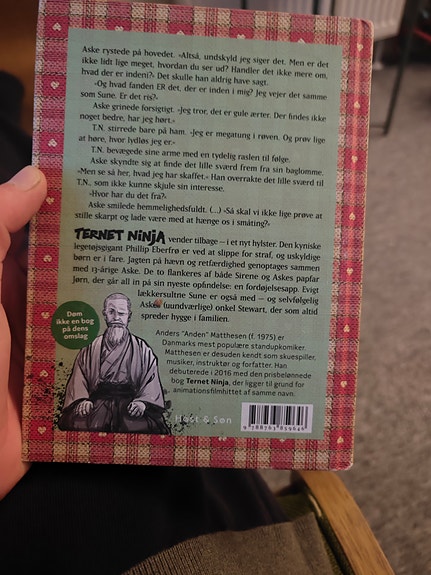 Aske rystede på hovedet. «Altså, undskyld jeg siger det. Men er det
ikke lidt lige meget, hvordan du ser ud? Handler det ikke mere om,
hvad der er indeni?» Det skulle han aldrig have sagt.
«Og hvad fanden ER det, der er inden i mig? Jeg vejer det samme
som Sune. Er det ris?»
Aske grinede forsigtigt. «Jeg tror, det er gule ærter. Der findes ikke
noget bedre, har jeg hørt.»
T.N. stirrede bare på ham. «Jeg er megatung i røven. Og prøv lige
at høre, hvor lydløs jeg er.»
T.N. bevægede sine arme med en tydelig raslen til følge.
Aske skyndte sig at finde det lille sværd frem fra sin baglomme.
«Men se så her, hvad jeg har skaffet.» Han overrakte det lille sværd til
T.N., som ikke kunne skjule sin interesse.
«Hvor har du det fra?»
Aske smilede hemmelighedsfuldt. (...) «Så skal vi ikke lige prøve at
stille skarpt og lade være med at hænge os i småting?»
TERNET NINJA vender tilbage – i et nyt hylster. Den kyniske
legetøjsgigant Phillip Eberfrø er ved at slippe for straf, og uskyldige
børn er i fare. Jagten på hævn og retfærdighed genoptages sammen
med 13-årige Aske. De to flankeres af både Sirene og Askes papfar
Jørn, der går all in på sin nyeste opfindelse: en fordøjelsesapp. Evigt
lækkersultne Sune er også med – og selvfølgelig
Askes (uundværlige) onkel Stewart, der som altid
spreder hygge i familien.
Døm
ikke en bog
på dens
omslag
Anders "Anden" Matthesen (f. 1975) er
Danmarks mest populære standupkomiker.
Matthesen er desuden kendt som skuespiller,
musiker, instruktør og forfatter. Han
debuterede i 2016 med den prisbelønnede
bog Ternet Ninja, der ligger til grund for
animationsfilmhittet af samme navn.
Høst & Søn
9 788763 859646